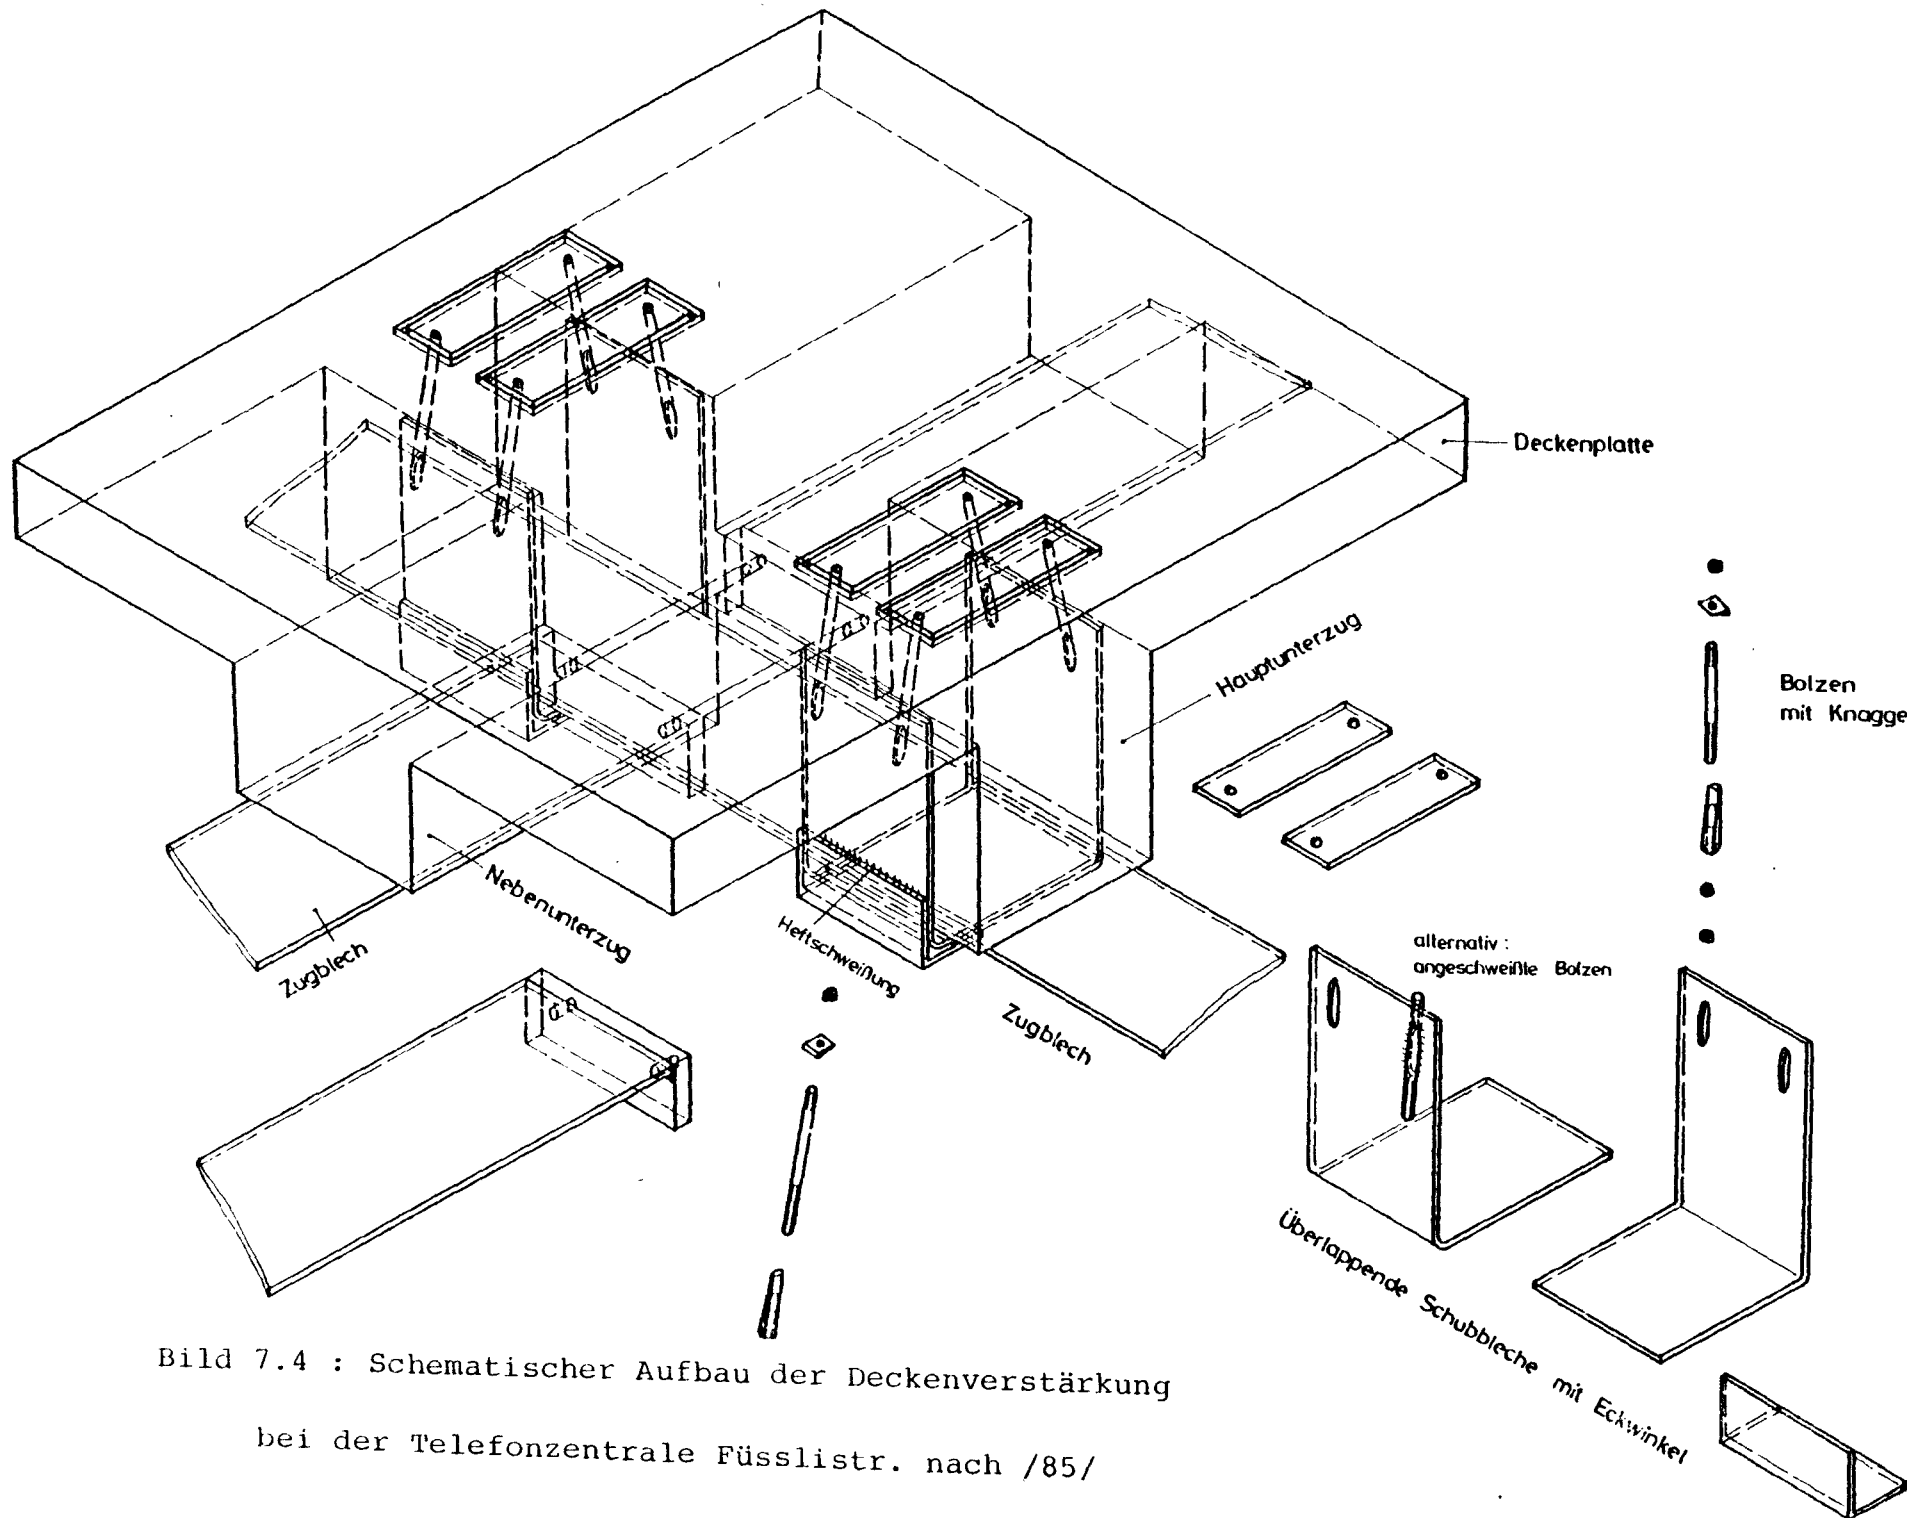 Deckenplatte
Hauptunterzug
Bolzen
mit Knagge
Nebenunterzug
Zugblech
Heftschweißung
Zugblech
alternativ :
angeschweißte Bolzen
Überlappende Schubbleche mit Eckwinkel
Bild 7.4 : Schematischer Aufbau der Deckenverstärkung
bei der Telefonzentrale Füsslistr. nach /85/